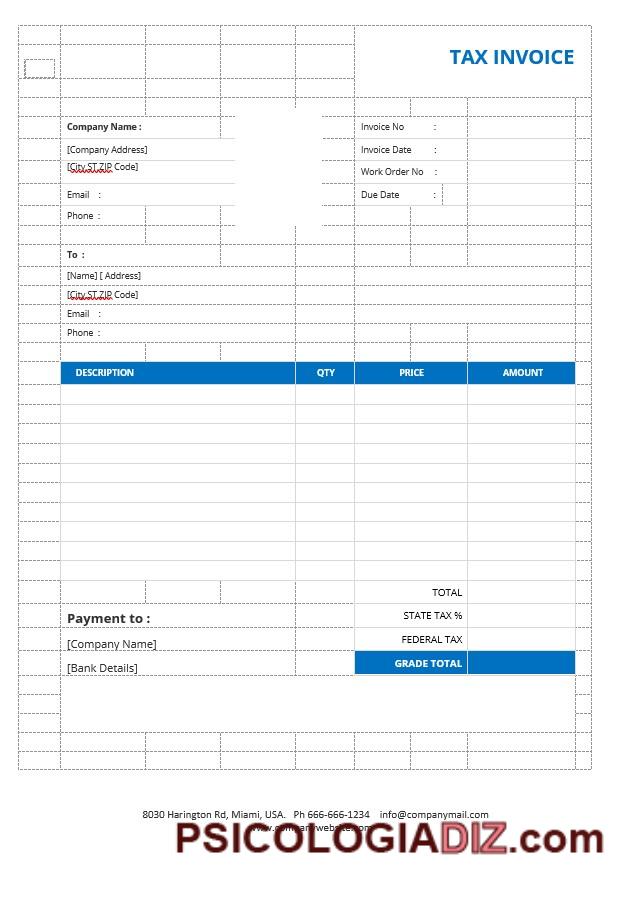 TAX INVOICE
Company Name :
[Company Address]
[City ST ZIP Code]
Email :
Phone :
Invoice No :
Invoice Date :
Work Order No :
Due Date :
To :
[Name] [ Address]
[City ST ZIP Code]
Email :
Phone :
DESCRIPTION QTY PRICE AMOUNT
TOTAL
STATE TAX %
FEDERAL TAX
GRADE TOTAL
Payment to :
[Company Name]
[Bank Details]
8030 Harington Rd, Miami, USA. Ph 666-666-1234 info@companymail.com
www.companywebsite.com
PSICOLOGIADIZ.com